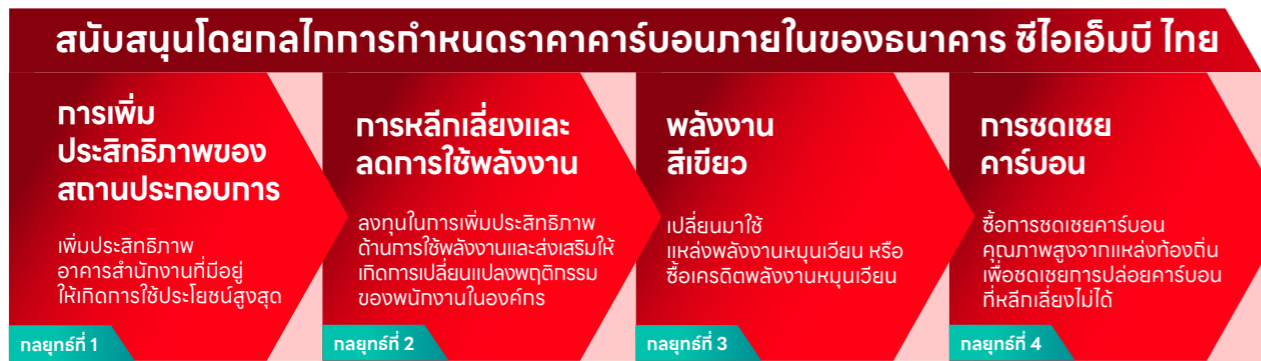 สนับสนุนโดยกลไกการกำหนดราคาคาร์บอนภายในของธนาคาร ซีไอเอ็มบี ไทย
การเพิ่ม
ประสิทธิภาพของ
สถานประกอบการ
เพิ่มประสิทธิภาพ
อาคารสำนักงานที่มีอยู่
ให้เกิดการใช้ประโยชน์สูงสุด
กลยุทธ์ที่ 1
การหลีกเลี่ยงและ
ลดการใช้พลังงาน
ลงทุนในการเพิ่มประสิทธิภาพ
ด้านการใช้พลังงานและส่งเสริมให้
เกิดการเปลี่ยนแปลงพฤติกรรม
ของพนักงานในองค์กร
กลยุทธ์ที่ 2
พลังงาน
สีเขียว
เปลี่ยนมาใช้
แหล่งพลังงานหมุนเวียน หรือ
ซื้อเครดิตพลังงานหมุนเวียน
กลยุทธ์ที่ 3
การชดเชย
คาร์บอน
ซื้อการชดเชยคาร์บอน
คุณภาพสูงจากแหล่งท้องถิ่น
เพื่อชดเชยการปล่อยคาร์บอน
ที่หลีกเลี่ยงไม่ได้
กลยุทธ์ที่ 4